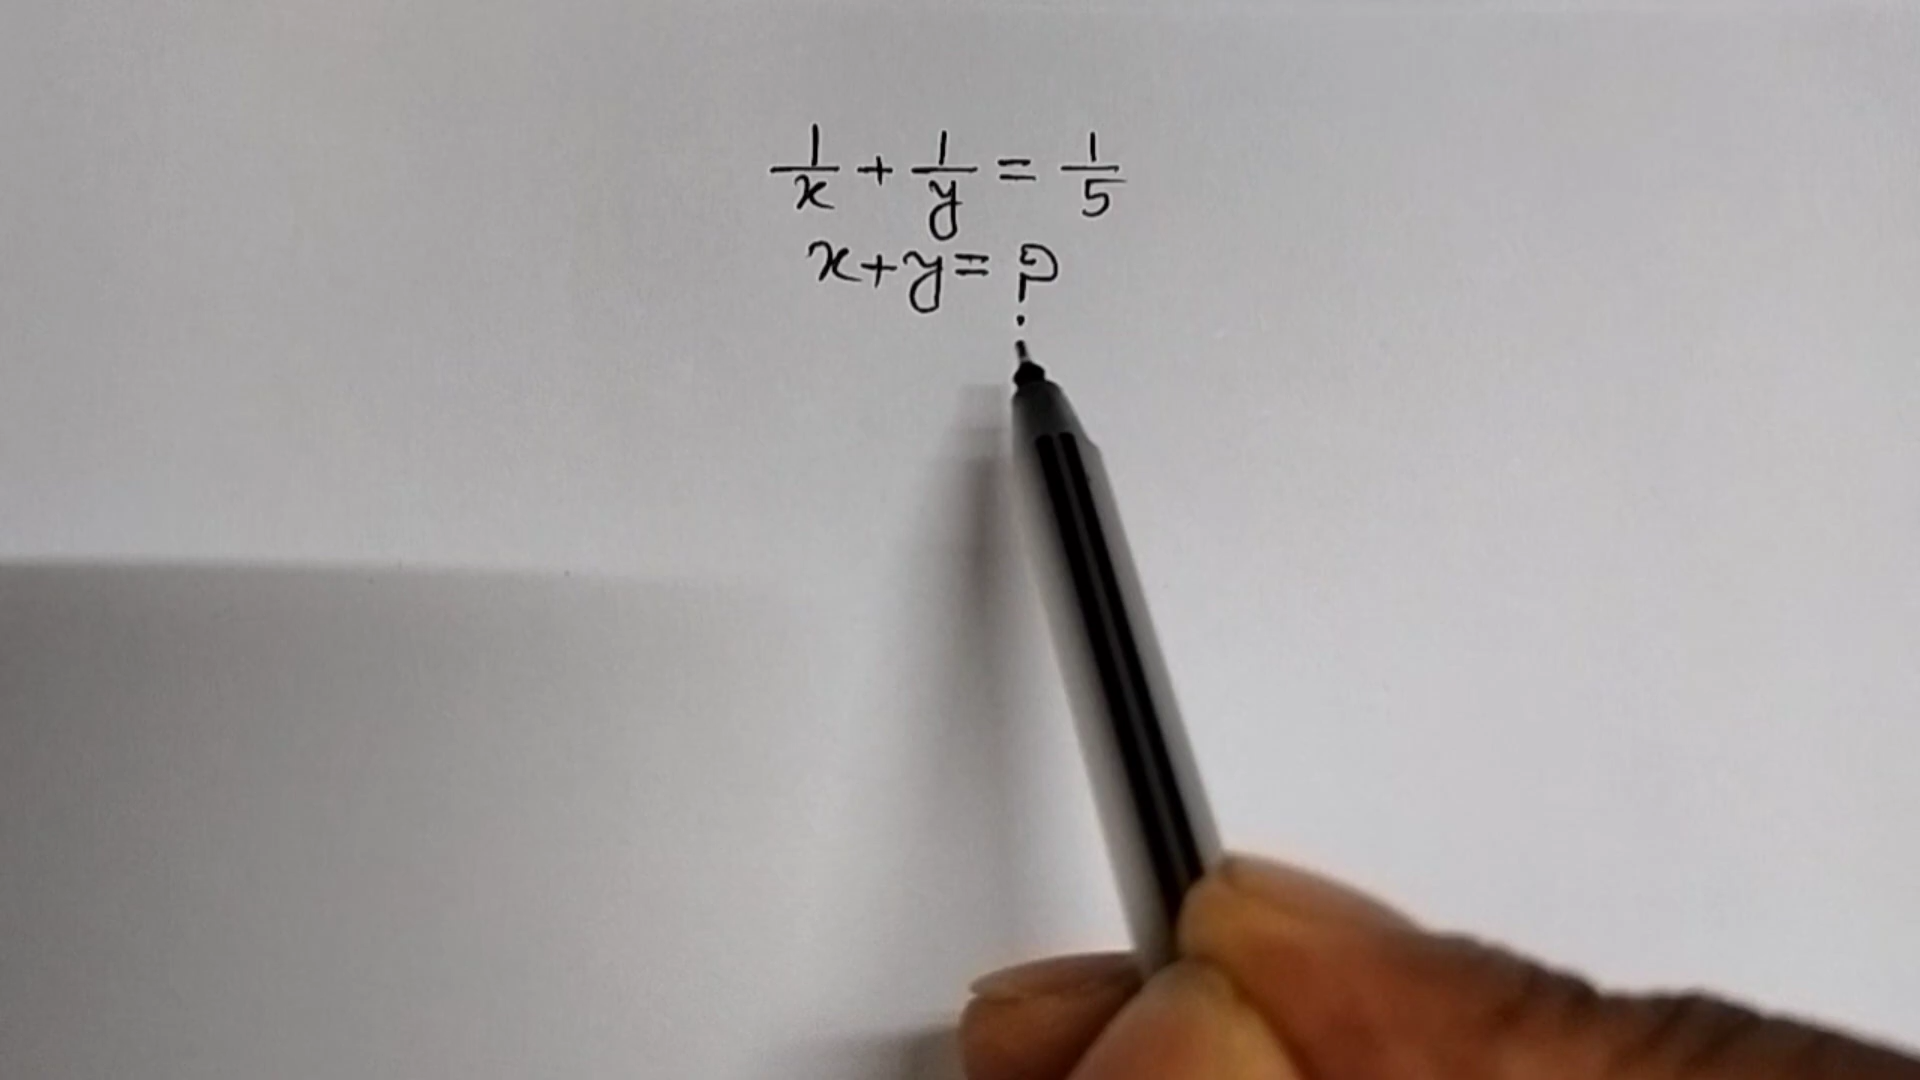 1/x + 1/y = 1/5
x+y= ?